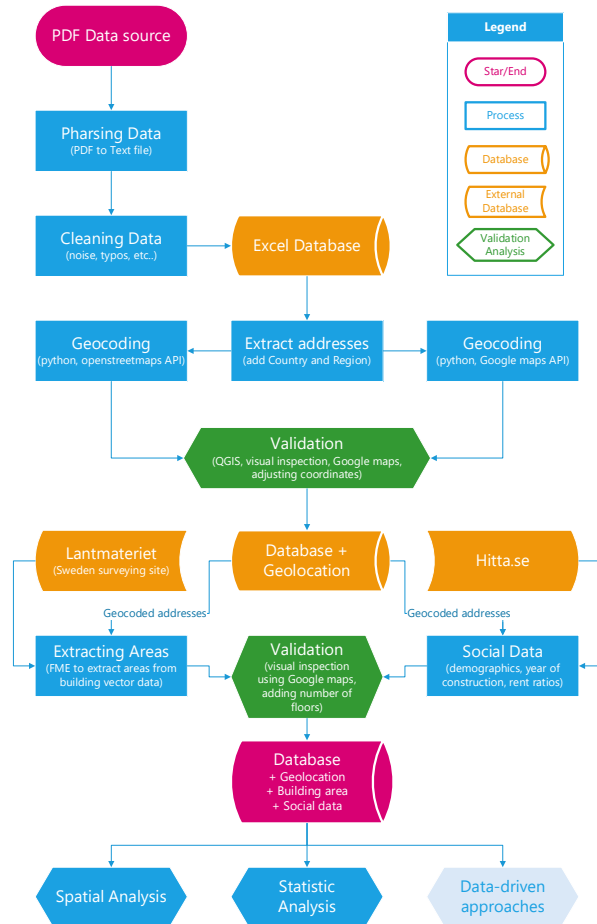 PDF Data source
Legend
Star/End
Process
Database
External
Database
Validation
Analysis
Pharsing Data
(PDF to Text file)
Cleaning Data
(noise, typos, etc..)
Excel Database
Geocoding
(python, openstreetmaps API)
Extract addresses
(add Country and Region)
Geocoding
(python, Google maps API)
Validation
(QGIS, visual inspection, Google maps,
adjusting coordinates)
Lantmateriet
(Sweden surveying site)
Database +
Geolocation
Hitta.se
Geocoded addresses
Geocoded addresses
Extracting Areas
(FME to extract areas from
building vector data)
Validation
(visual inspection
using Google maps,
adding number of
floors)
Social Data
(demographics, year of
construction, rent ratios)
Database
+ Geolocation
+ Building area
+ Social data
Spatial Analysis
Statistic
Analysis
Data-driven
approaches